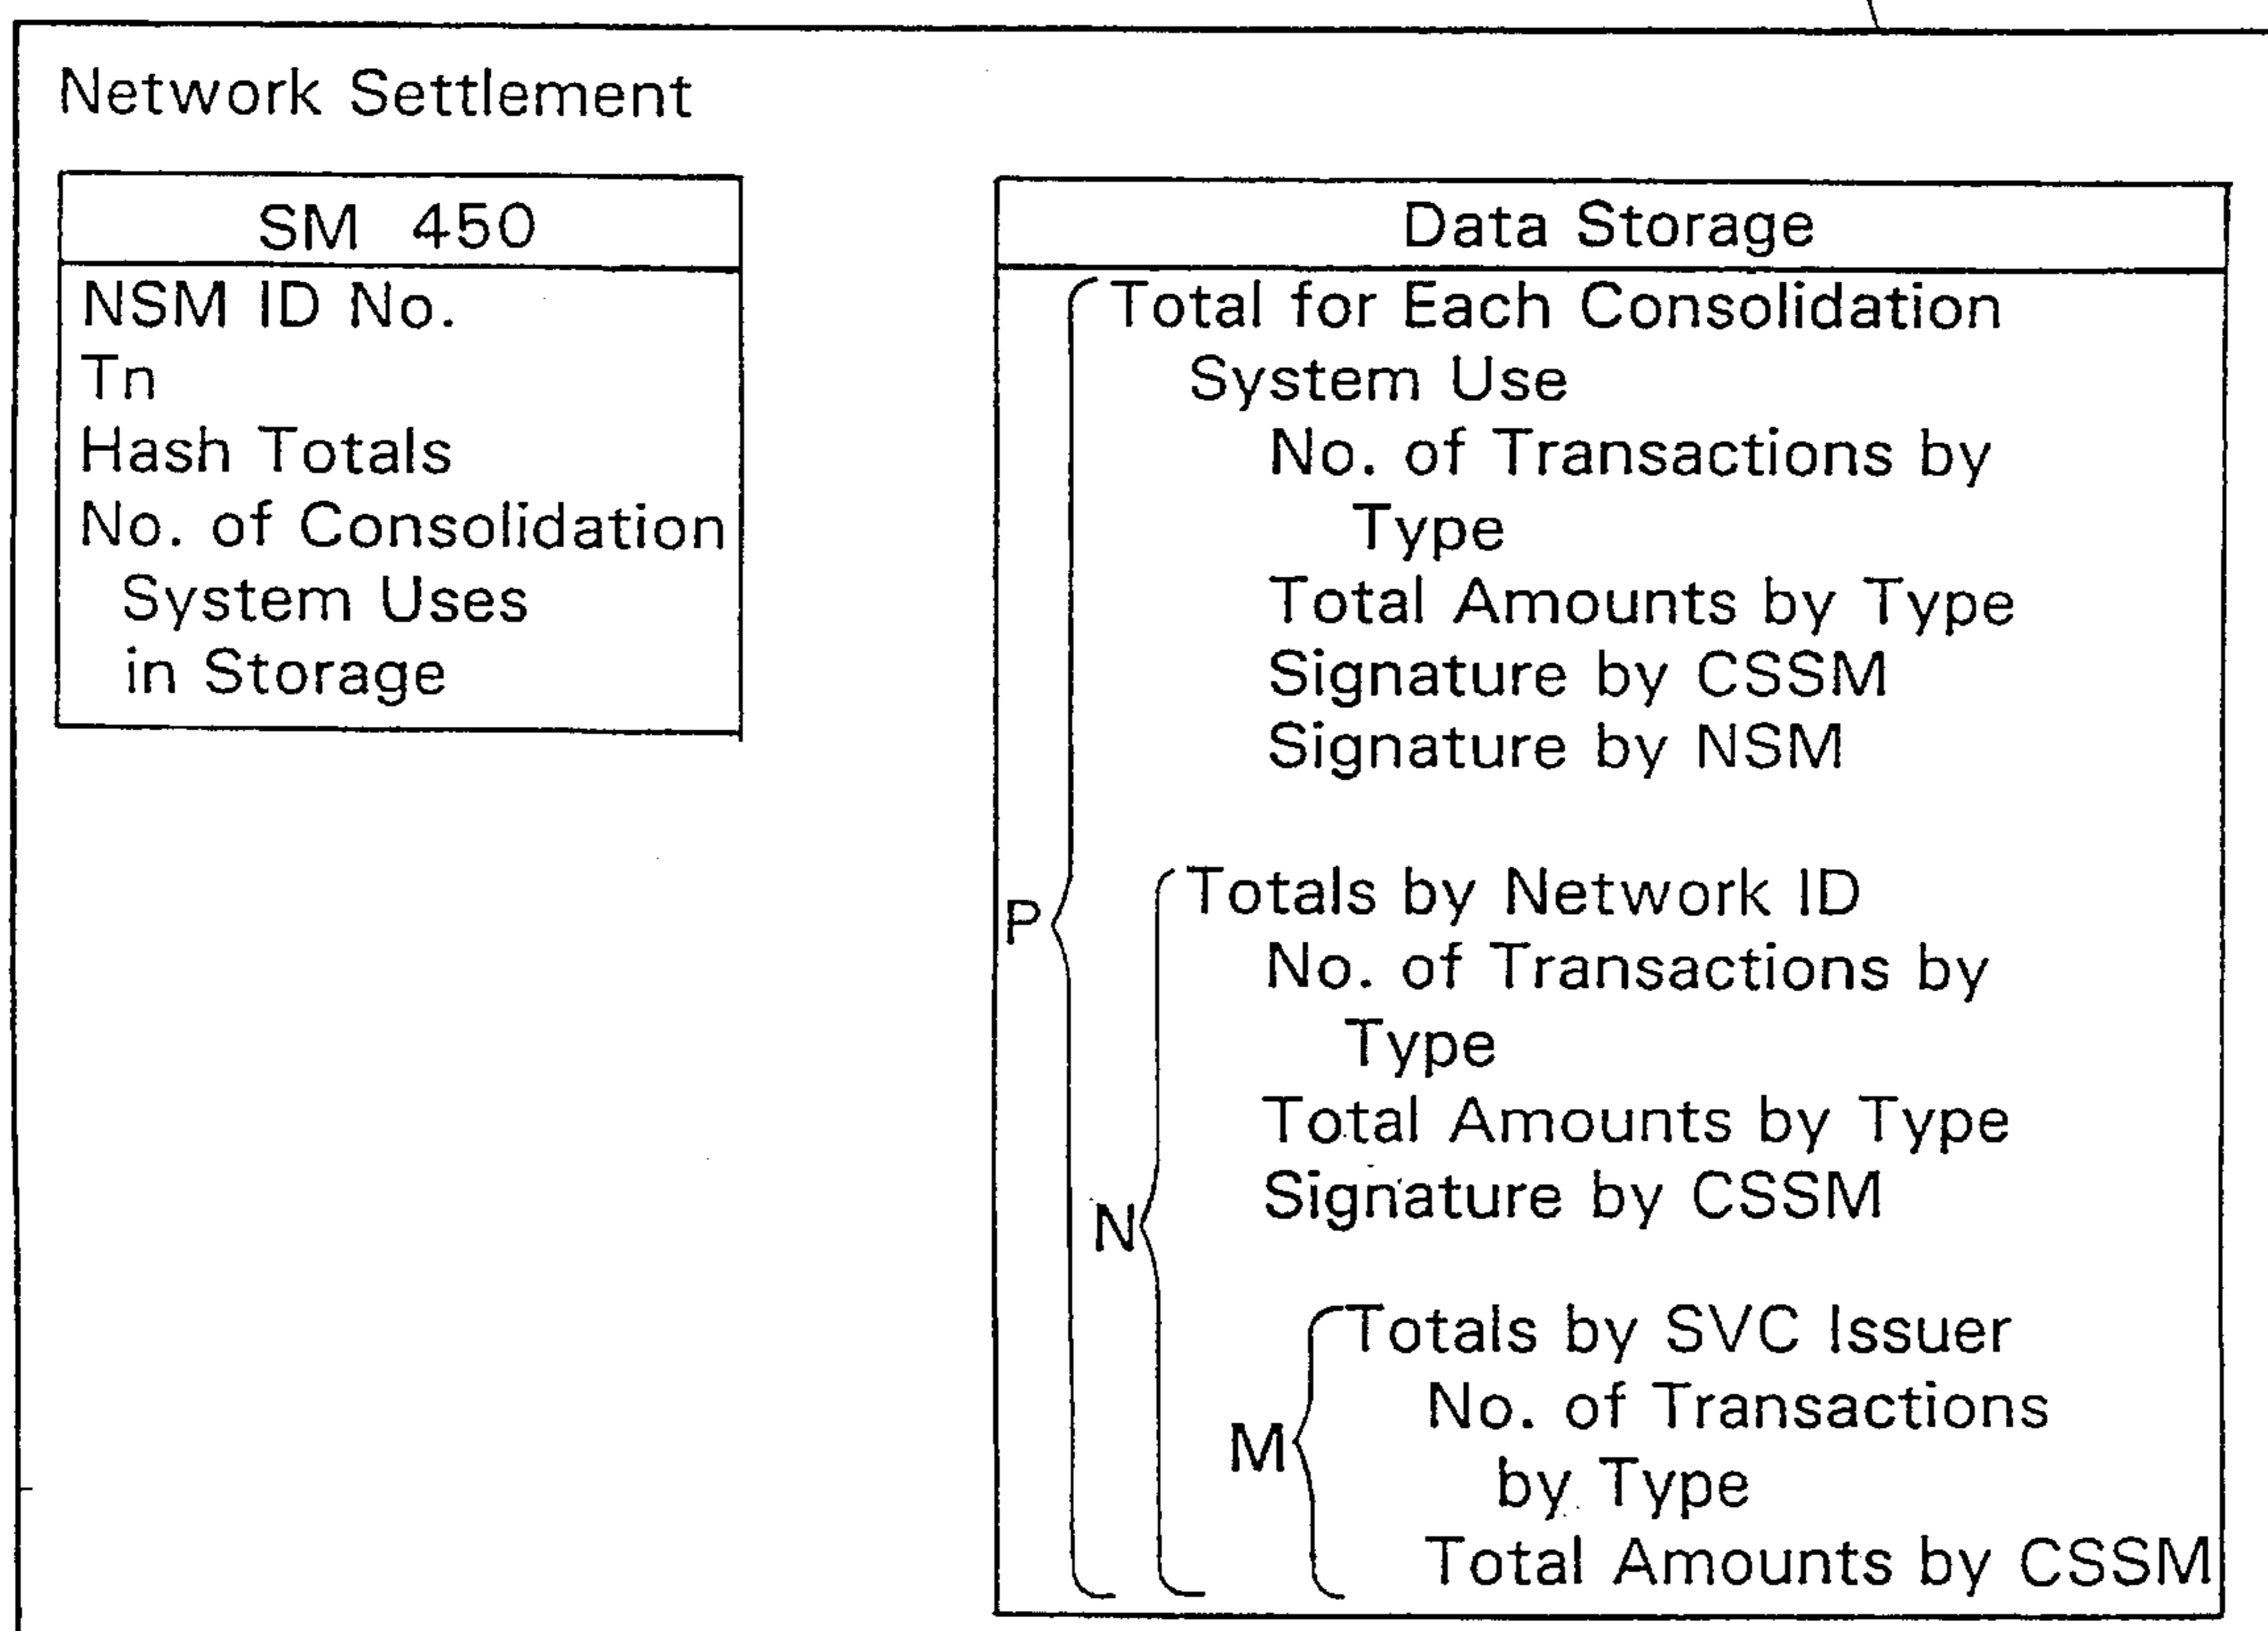 Network Settlement
SM 450
NSM ID No.
Tn
Hash Totals
No. of Consolidation
System Uses
in Storage
Data Storage
Total for Each Consolidation
System Use
No. of Transactions by
Type
Total Amounts by Type
Signature by CSSM
Signature by NSM
P
Totals by Network ID
No. of Transactions by
Type
Total Amounts by Type
Signature by CSSM
N
Totals by SVC Issuer
No. of Transactions
M
by Type
Total Amounts by CSSM